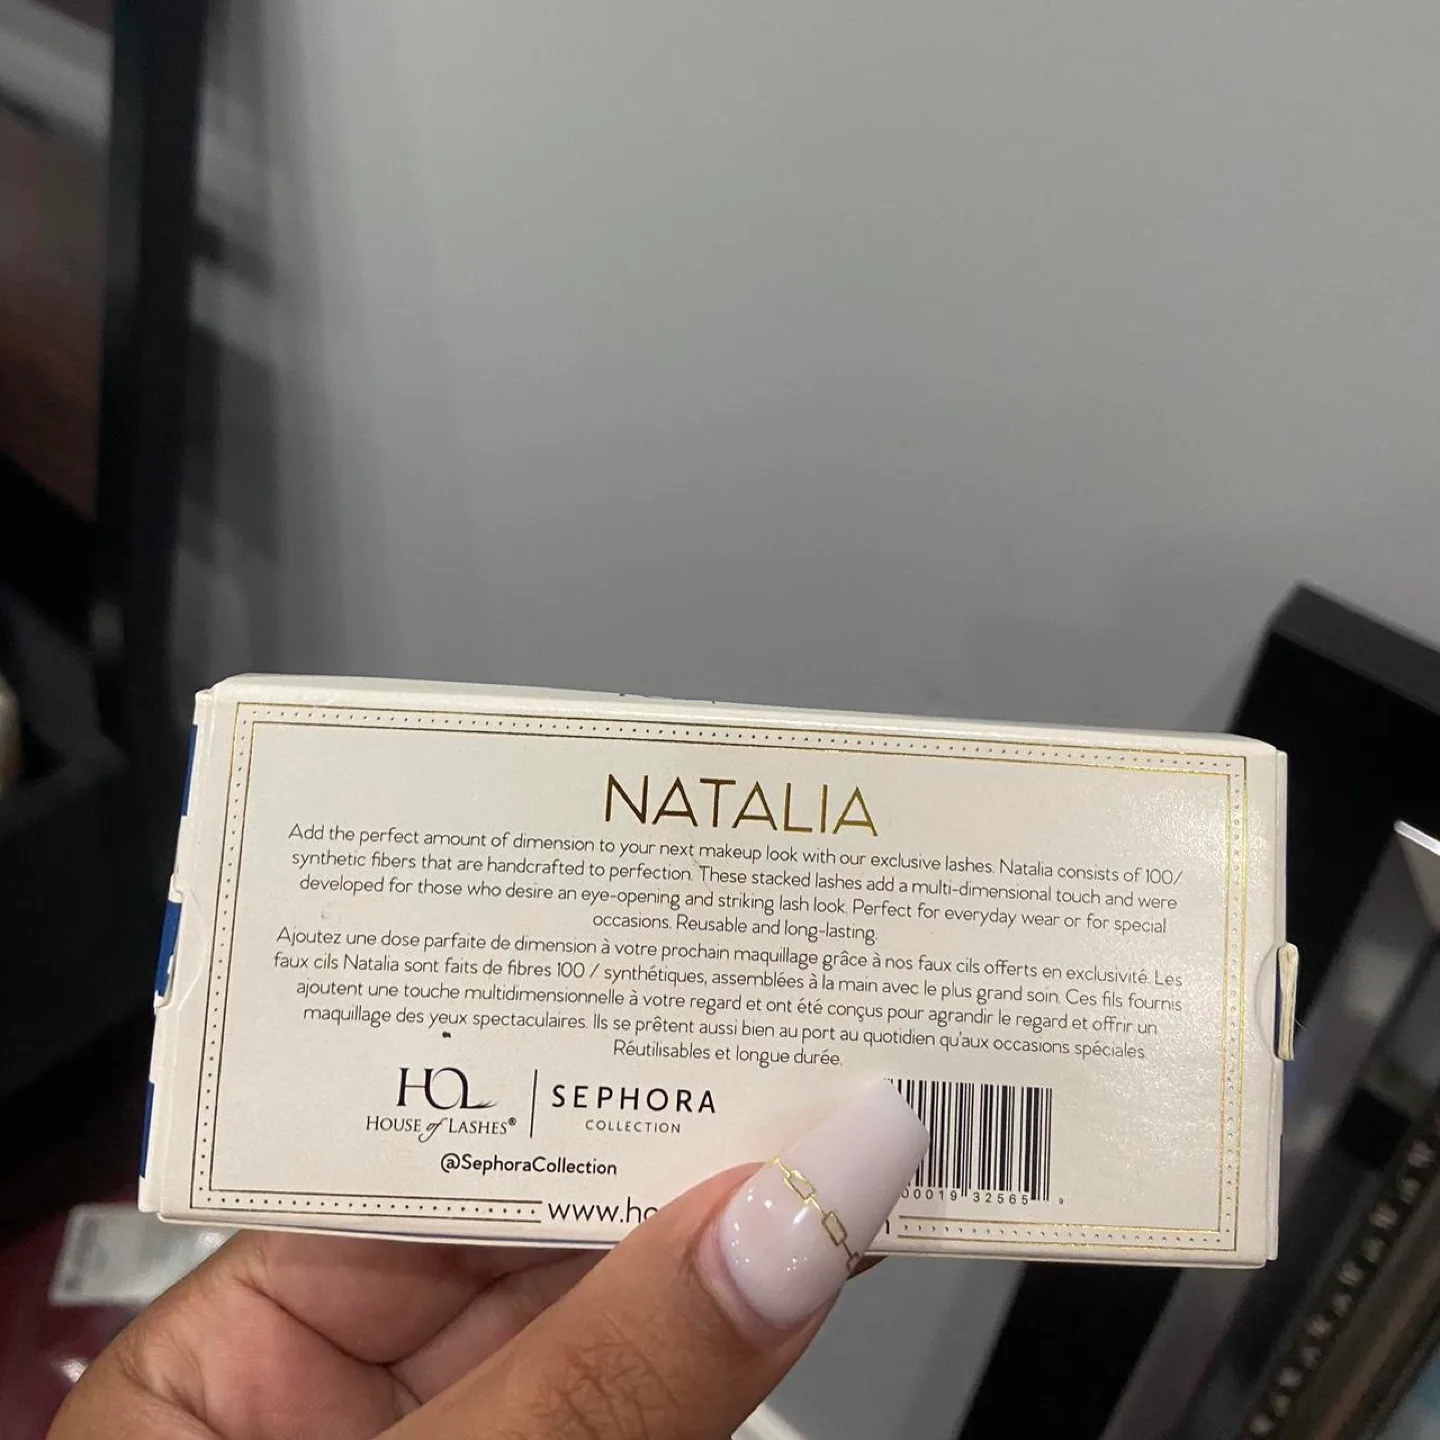 NATALIA
Add the perfect amount of dimension to your next makeup look with our exclusive lashes. Natalia consists of 100/
synthetic fibers that are handcrafted to perfection. These stacked lashes add a multi-dimensional touch and were
developed for those who desire an eye-opening and striking lash look. Perfect for everyday wear or for special
occasions. Reusable and long-lasting.
Ajoutez une dose parfaite de dimension à votre prochain maquillage grâce à nos faux cils offerts en exclusivité. Les
faux cils Natalia sont faits de fibres 100 / synthétiques, assemblées à la main avec le plus grand soin. Ces fils fournis
ajoutent une touche multidimensionnelle à votre regard et ont été conçus pour agrandir le regard et offrir un
maquillage des yeux spectaculaires. Ils se prêtent aussi bien au port au quotidien qu'aux occasions spéciales.
Réutilisables et longue durée.
HOL
HOUSE of LASHES®
SEPHORA
COLLECTION
@SephoraCollection
00019 32565 9
www.ho